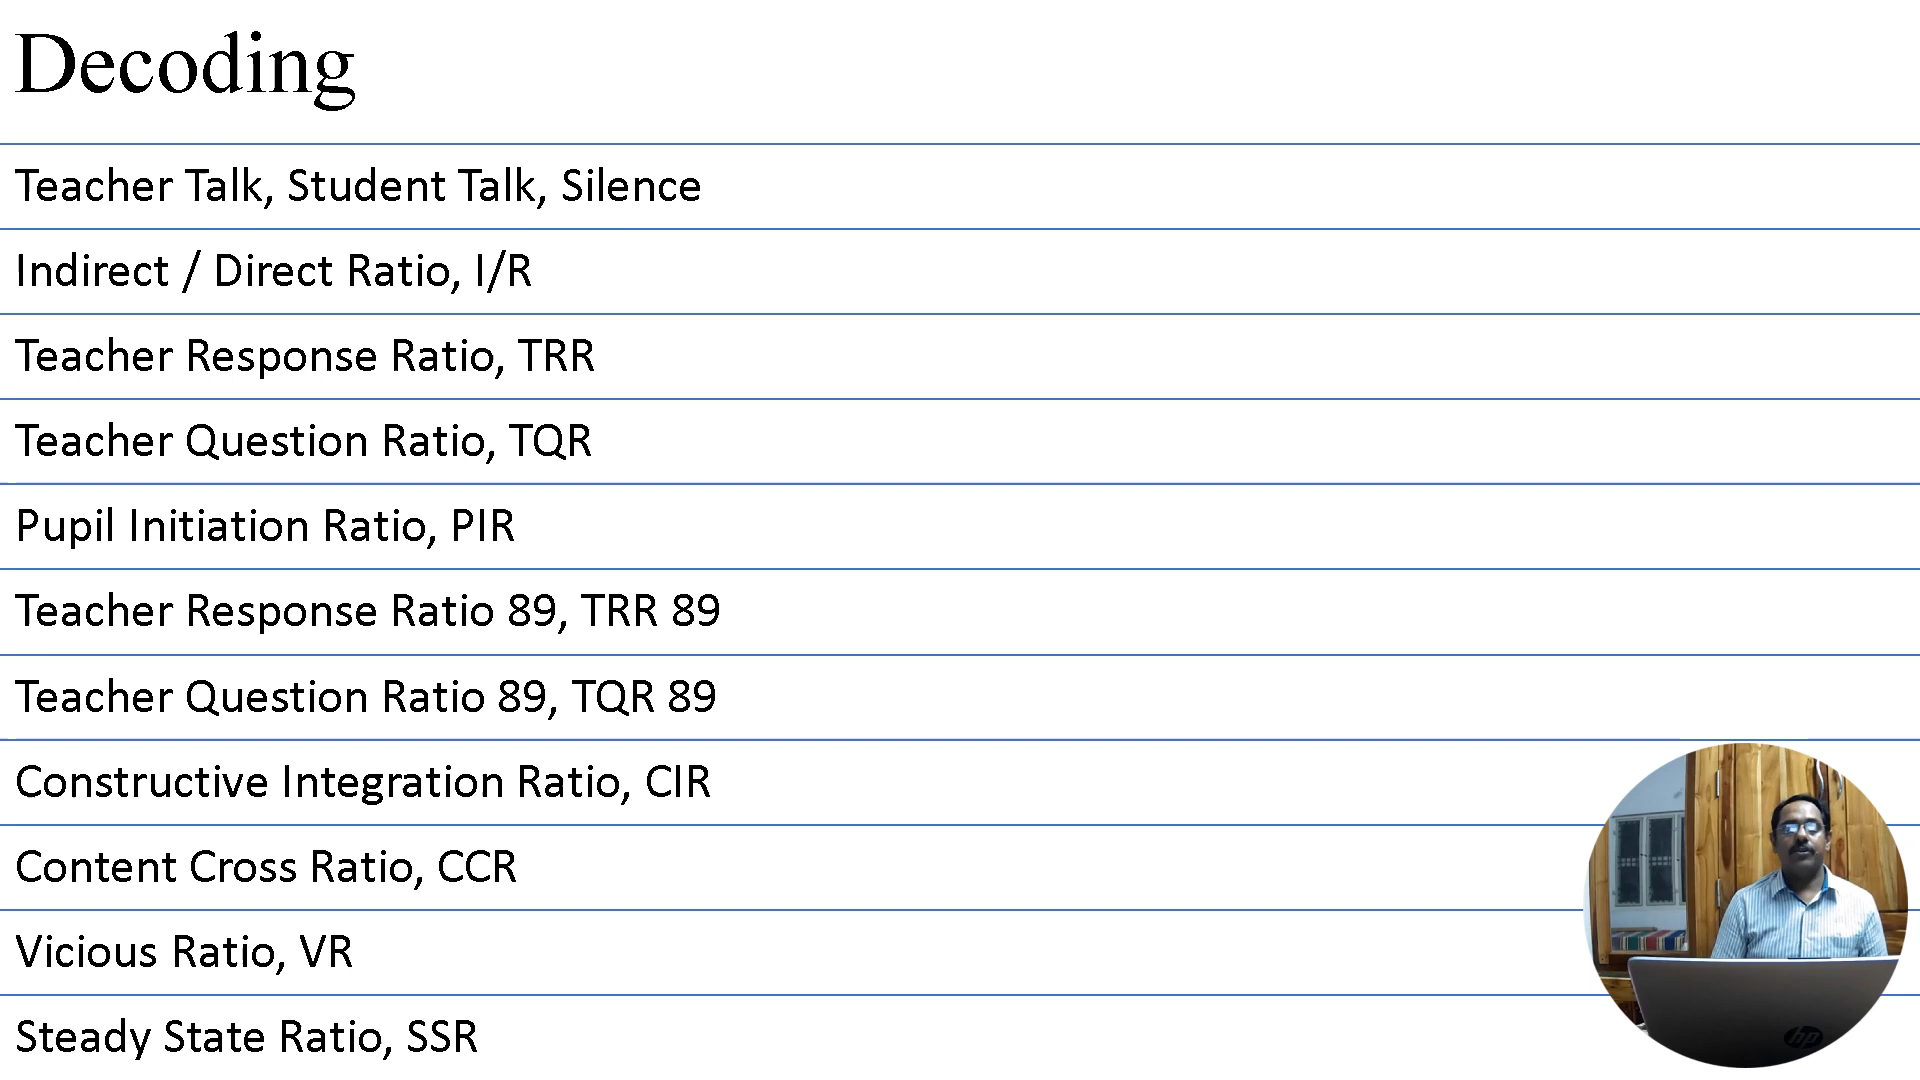 Decoding
Teacher Talk, Student Talk, Silence
Indirect / Direct Ratio, I/R
Teacher Response Ratio, TRR
Teacher Question Ratio, TQR
Pupil Initiation Ratio, PIR
Teacher Response Ratio 89, TRR 89
Teacher Question Ratio 89, TQR 89
Constructive Integration Ratio, CIR
Content Cross Ratio, CCR
Vicious Ratio, VR
Steady State Ratio, SSR
hp